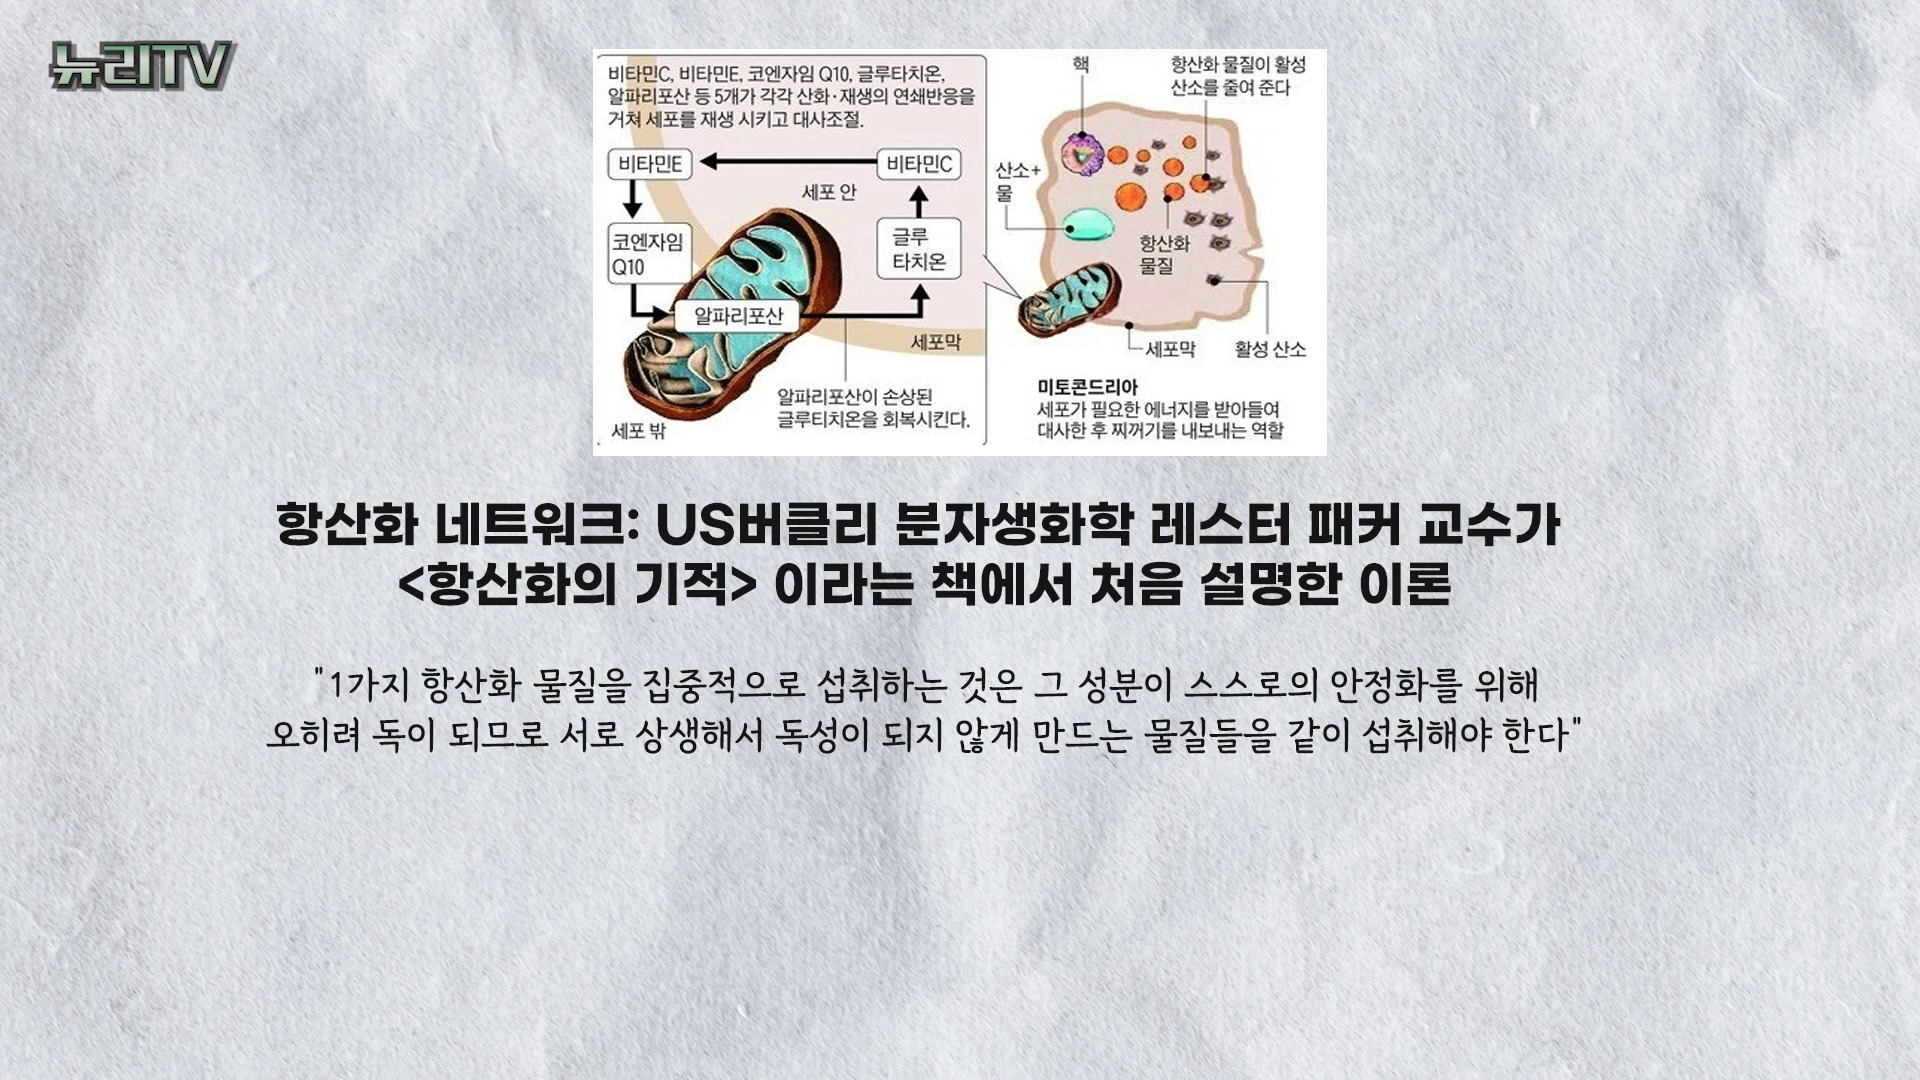 뉴리TV
비타민C, 비타민E, 코엔자임 Q10, 글루타치온,
알파리포산 등 5개가 각각 산화·재생의 연쇄반응을
거쳐 세포를 재생 시키고 대사조절.
비타민E
비타민C
세포 안
코엔자임
Q10
글루
타치온
알파리포산
세포막
알파리포산이 손상된
글루티치온을 회복시킨다.
세포 밖
핵
항산화 물질이 활성
산소를 줄여 준다
산소+
물
항산화
물질
세포막
활성 산소
미토콘드리아
세포가 필요한 에너지를 받아들여
대사한 후 찌꺼기를 내보내는 역할
항산화 네트워크: US버클리 분자생화학 레스터 패커 교수가
<항산화의 기적> 이라는 책에서 처음 설명한 이론
"1가지 항산화 물질을 집중적으로 섭취하는 것은 그 성분이 스스로의 안정화를 위해
오히려 독이 되므로 서로 상생해서 독성이 되지 않게 만드는 물질들을 같이 섭취해야 한다"